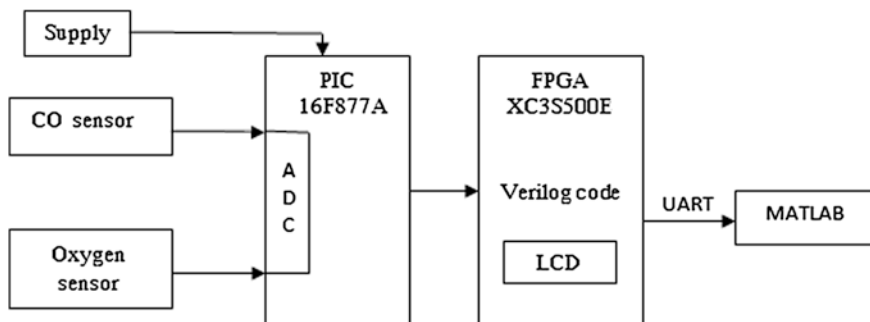 Supply
CO sensor
Oxygen
sensor
PIC
16F877A
A
D
C
FPGA
XC3S500E
Verilog code
LCD
UART
MATLAB